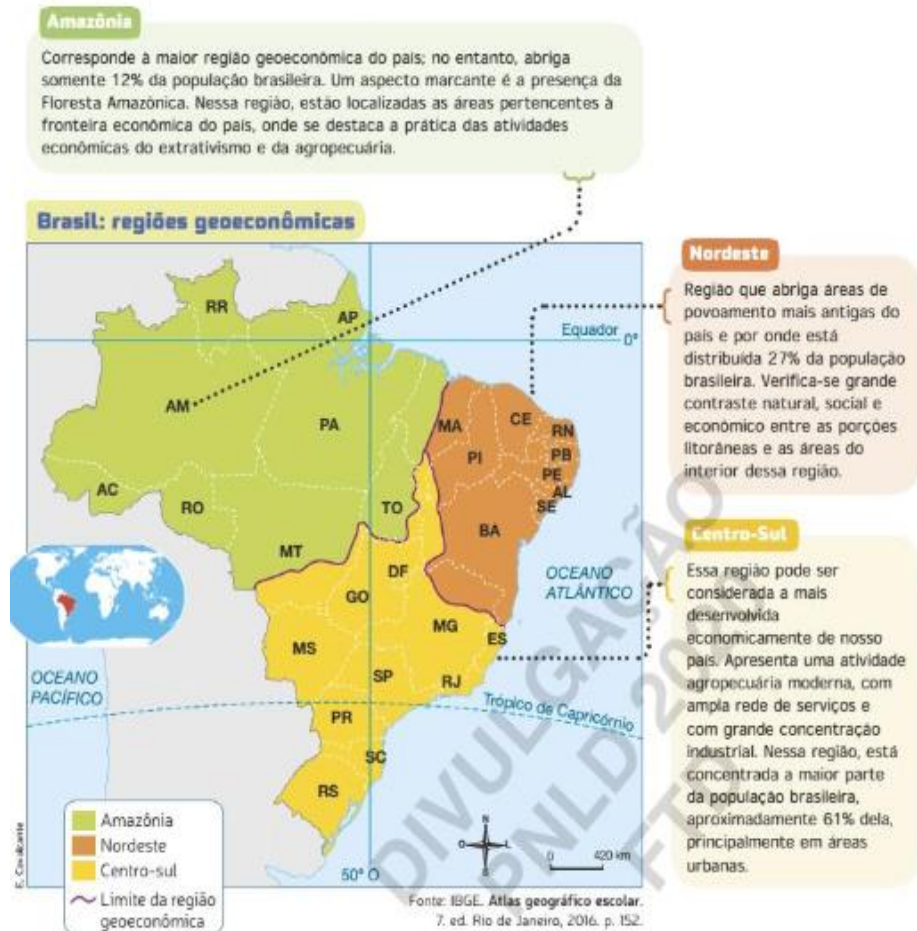 Amazônia
Corresponde à maior região geoeconômica do país; no entanto, abriga
somente 12% da população brasileira. Um aspecto marcante é a presença da
Floresta Amazônica. Nessa região, estão localizadas as áreas pertencentes à
fronteira econômica do país, onde se destaca a prática das atividades
econômicas do extrativismo e da agropecuária.
Brasil: regiões geoeconômicas
Nordeste
Região que abriga áreas de
povoamento mais antigas do
país e por onde está
distribuída 27% da população
brasileira. Verifica-se grande
contraste natural, social e
econômico entre as porções
litorâneas e as áreas do
interior dessa região.
RR
AP
Equador
0°
AM
PA
MA
CE
RN
PI
PB
PE
AL
SE
AC
RO
TO
BA
MT
DF
GO
OCEANO
ATLÂNTICO
MG
ES
MS
SP
RJ
OCEANO
PACÍFICO
Trópico de Capricórnio
PR
SC
RS
Centro-Sul
Essa região pode ser
considerada a mais
desenvolvida
economicamente de nosso
país. Apresenta uma atividade
agropecuária moderna, com
ampla rede de serviços e
com grande concentração
industrial. Nessa região, está
concentrada a maior parte
da população brasileira,
aproximadamente 61% dela,
principalmente em áreas
urbanas.
Amazônia
Nordeste
Centro-sul
Limite da região
geoeconômica
50° O
N
O
L
S
0
420 km
E. Cavalcante
Fonte: IBGE. Atlas geográfico escolar.
7. ed. Rio de Janeiro, 2016. p. 152.
DIVULGAÇÃO
PNLD
FTD